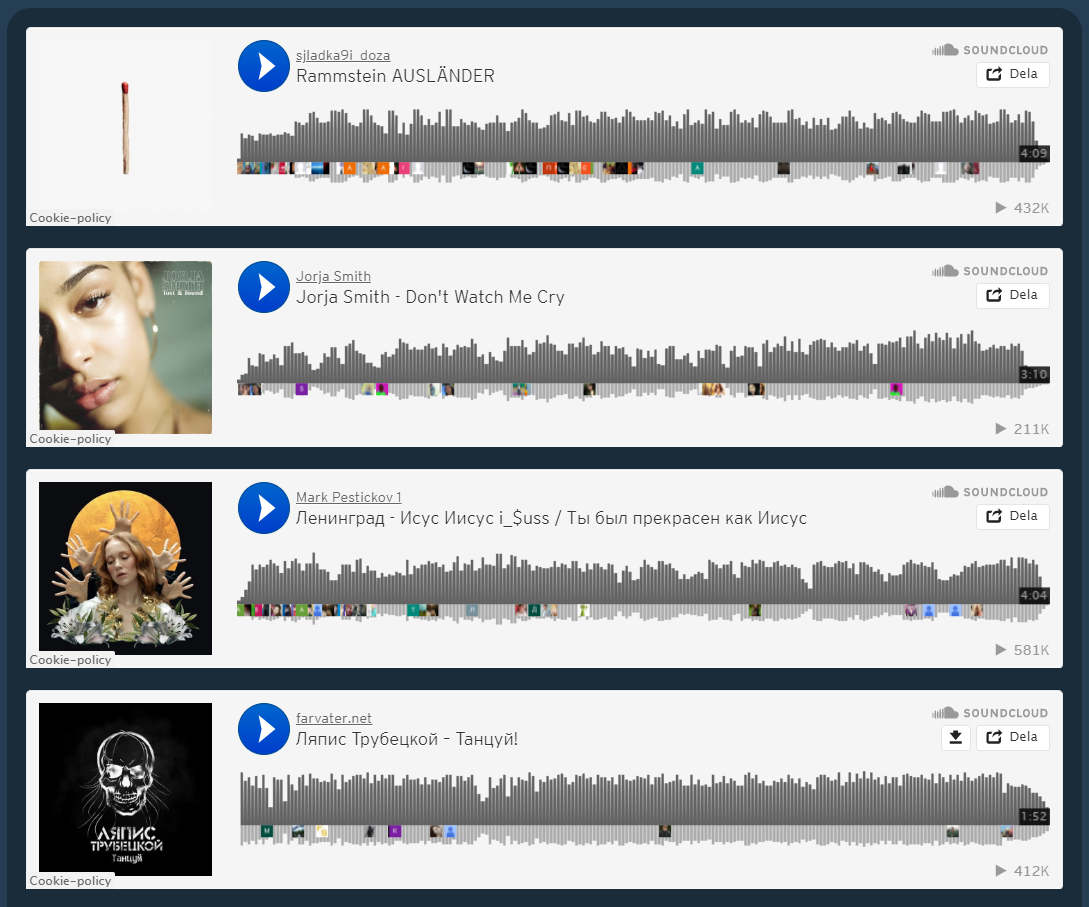 sjladka9i_doza
SOUNDCLOUD
Rammstein AUSLÄNDER
Dela
4:09
Cookie-policy
432K
JORJA
SMITH
lost & found
Jorja Smith
SOUNDCLOUD
Jorja Smith - Don't Watch Me Cry
Dela
3:10
Cookie-policy
211K
Mark Pestickov 1
SOUNDCLOUD
Ленинград - Исус Иисус i_$uss / Ты был прекрасен как Иисус
Dela
4:04
Cookie-policy
581K
farvater.net
SOUNDCLOUD
Ляпис Трубецкой – Танцуй!
Dela
1:52
ЛЯПИС
ТРУБЕЦКОЙ
Танцуй
Cookie-policy
412K